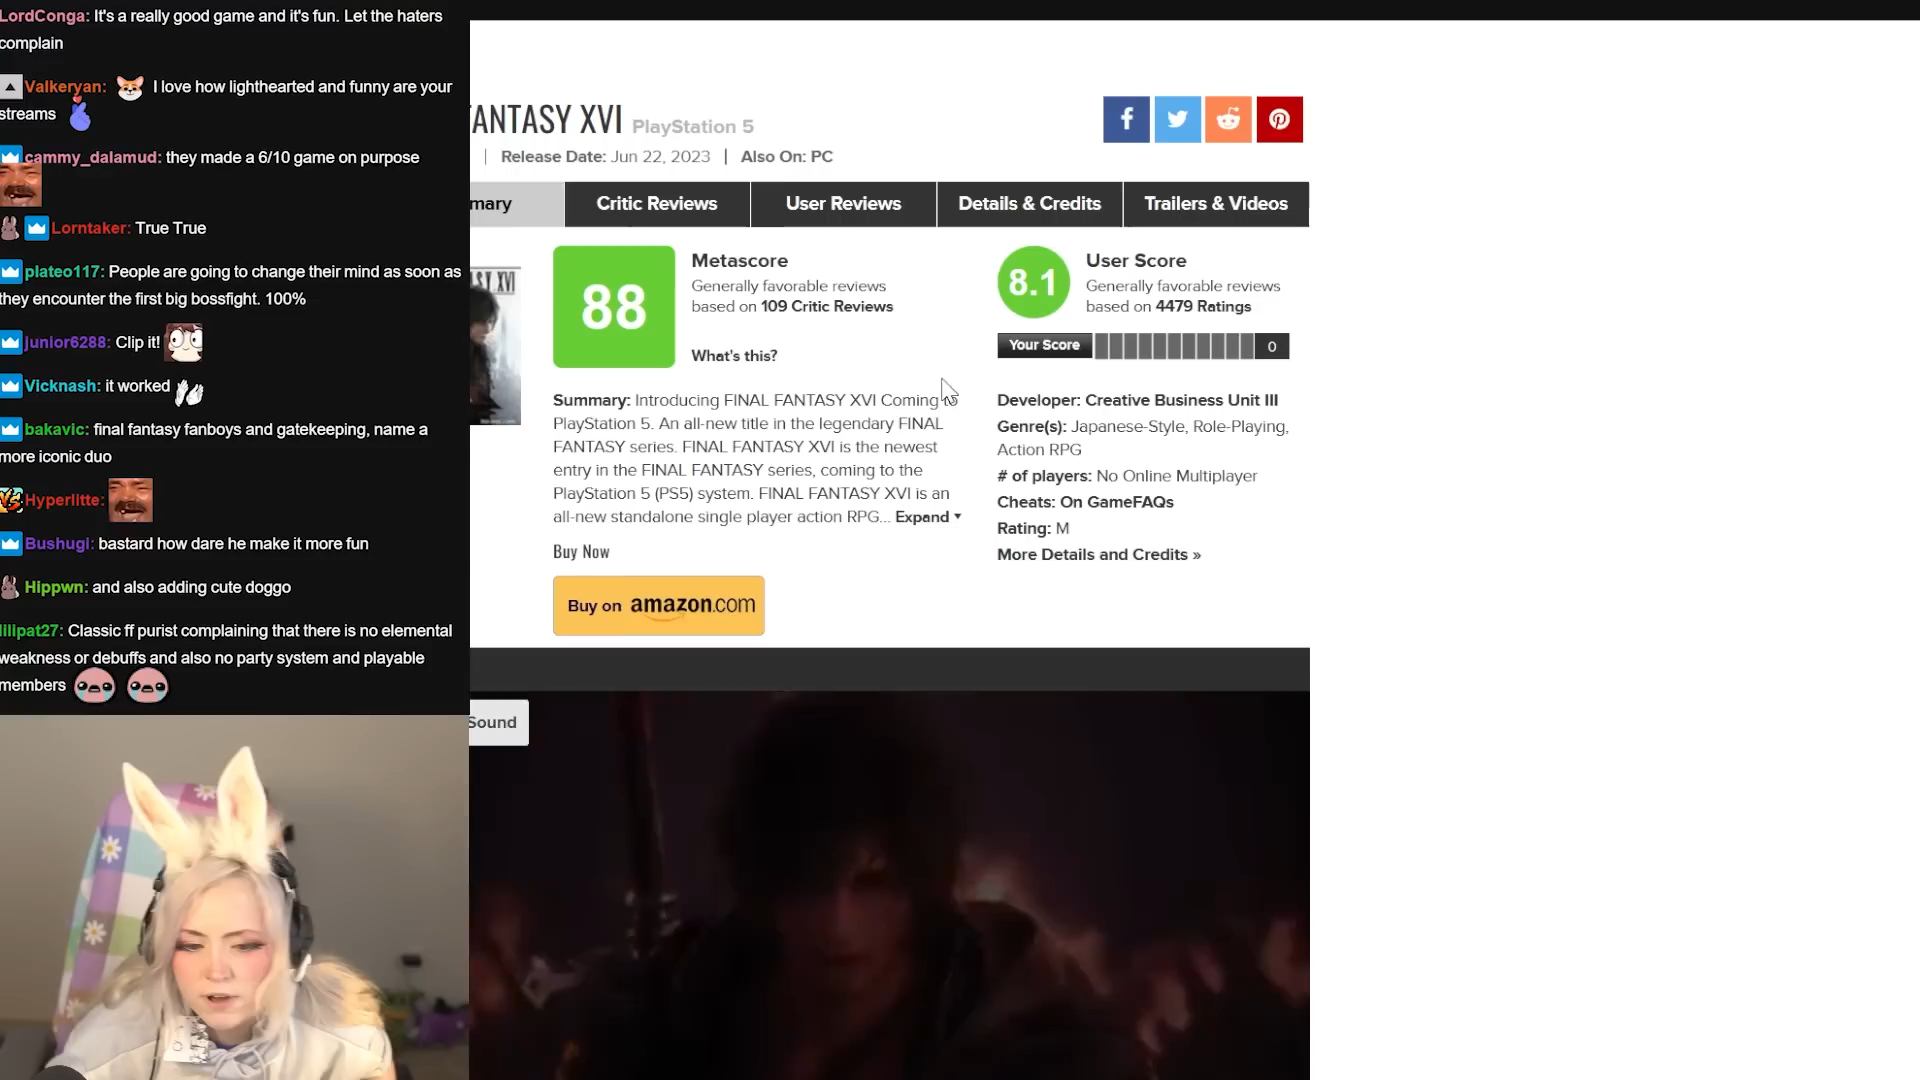 LordConga: It's a really good game and it's fun. Let the haters
complain
Valkeryan: I love how lighthearted and funny are your
streams
cammy_dalamud: they made a 6/10 game on purpose
Lorntaker: True True
plateo117: People are going to change their mind as soon as
they encounter the first big bossfight. 100%
junior6288: Clip it!
Vicknash: it worked
bakavic: final fantasy fanboys and gatekeeping, name a
more iconic duo
Hyperlitte:
Bushugi: bastard how dare he make it more fun
Hippwn: and also adding cute doggo
lilipat27: Classic ff purist complaining that there is no elemental
weakness or debuffs and also no party system and playable
members
ANTASY XVI PlayStation 5
| Release Date: Jun 22, 2023 | Also On: PC
mary Critic Reviews User Reviews Details & Credits Trailers & Videos
88
Metascore
Generally favorable reviews
based on 109 Critic Reviews
What's this?
8.1
User Score
Generally favorable reviews
based on 4479 Ratings
Your Score 0
Summary: Introducing FINAL FANTASY XVI Coming
PlayStation 5. An all-new title in the legendary FINAL
FANTASY series. FINAL FANTASY XVI is the newest
entry in the FINAL FANTASY series, coming to the
PlayStation 5 (PS5) system. FINAL FANTASY XVI is an
all-new standalone single player action RPG... Expand
Developer: Creative Business Unit III
Genre(s): Japanese-Style, Role-Playing,
Action RPG
# of players: No Online Multiplayer
Cheats: On GameFAQs
Rating: M
More Details and Credits »
Buy Now
Buy on amazon.com
Sound